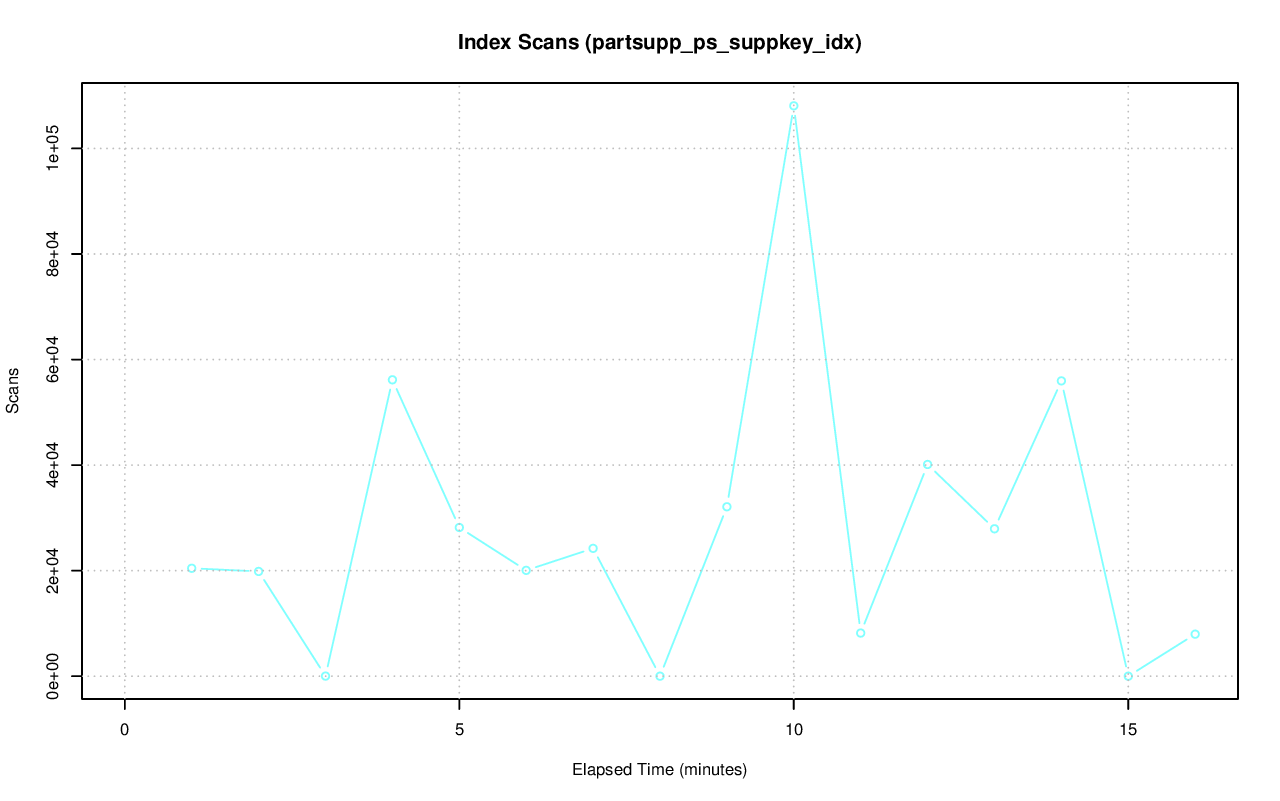 Index Scans (partsupp_ps_suppkey_idx)
1e+05
8e+04
6e+04
4e+04
2e+04
0e+00
Scans
0
5
10
15
Elapsed Time (minutes)